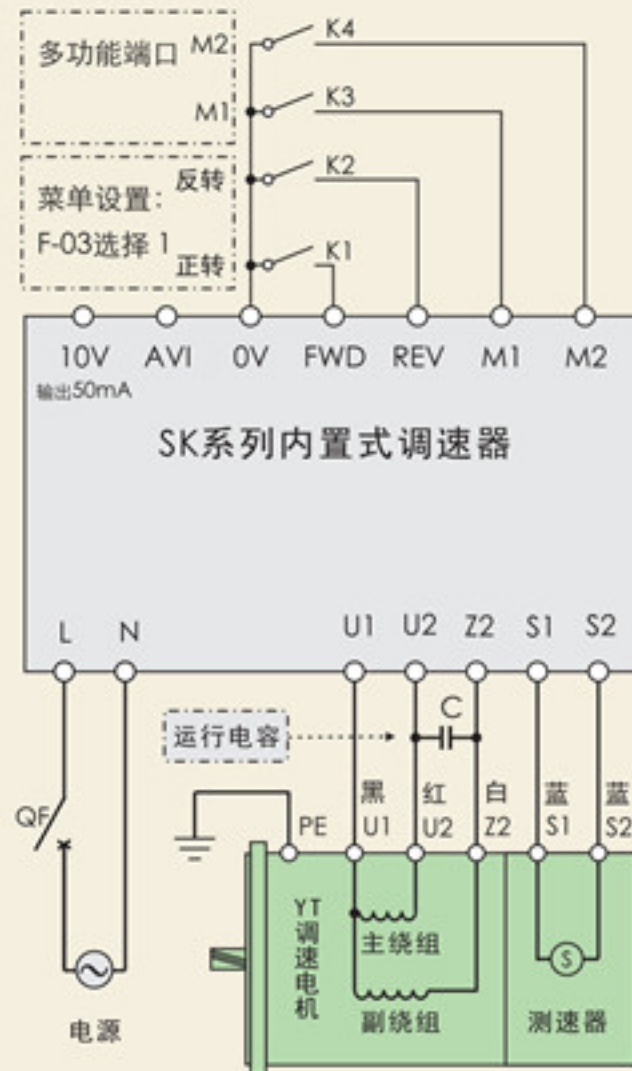 多功能端口 M2 K4
M1 K3
菜单设置： 反转 K2
F-03选择 1 正转 K1
10V AVI 0V FWD REV M1 M2
输出50mA
SK系列内置式调速器
L N U1 U2 Z2 S1 S2
运行电容 C
黑 红 白 蓝 蓝
QF PE U1 U2 Z2 S1 S2
YT调速电机
主绕组
S
副绕组 测速器
电源